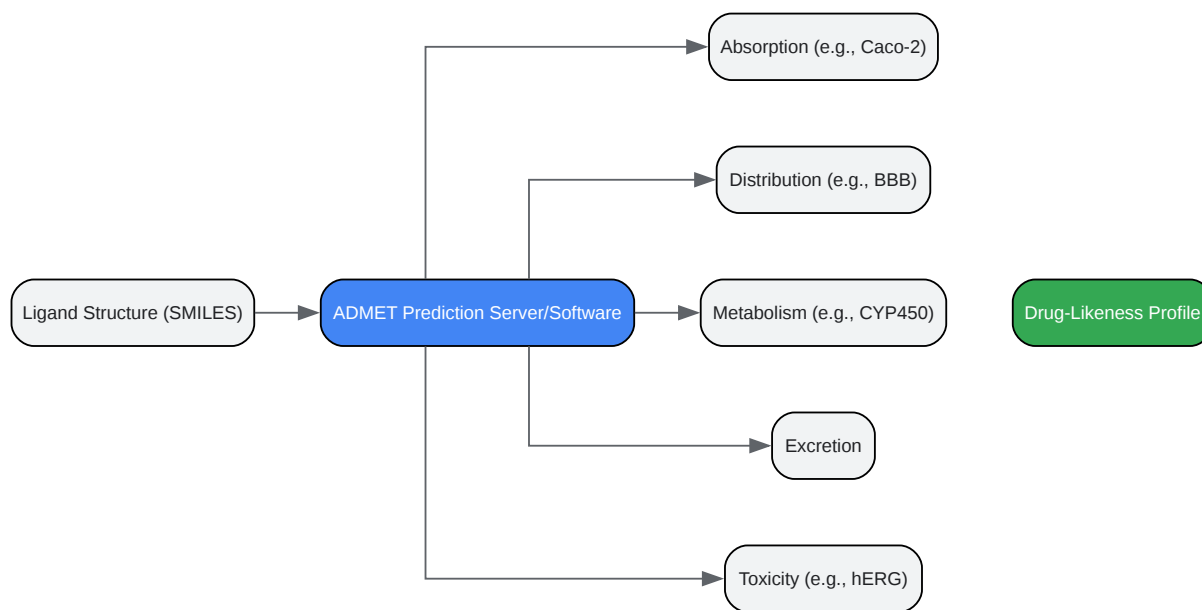 Absorption (e.g., Caco-2)
Distribution (e.g., BBB)
Ligand Structure (SMILES)
ADMET Prediction Server/Software
Metabolism (e.g., CYP450)
Drug-Likeness Profile
Excretion
Toxicity (e.g., hERG)